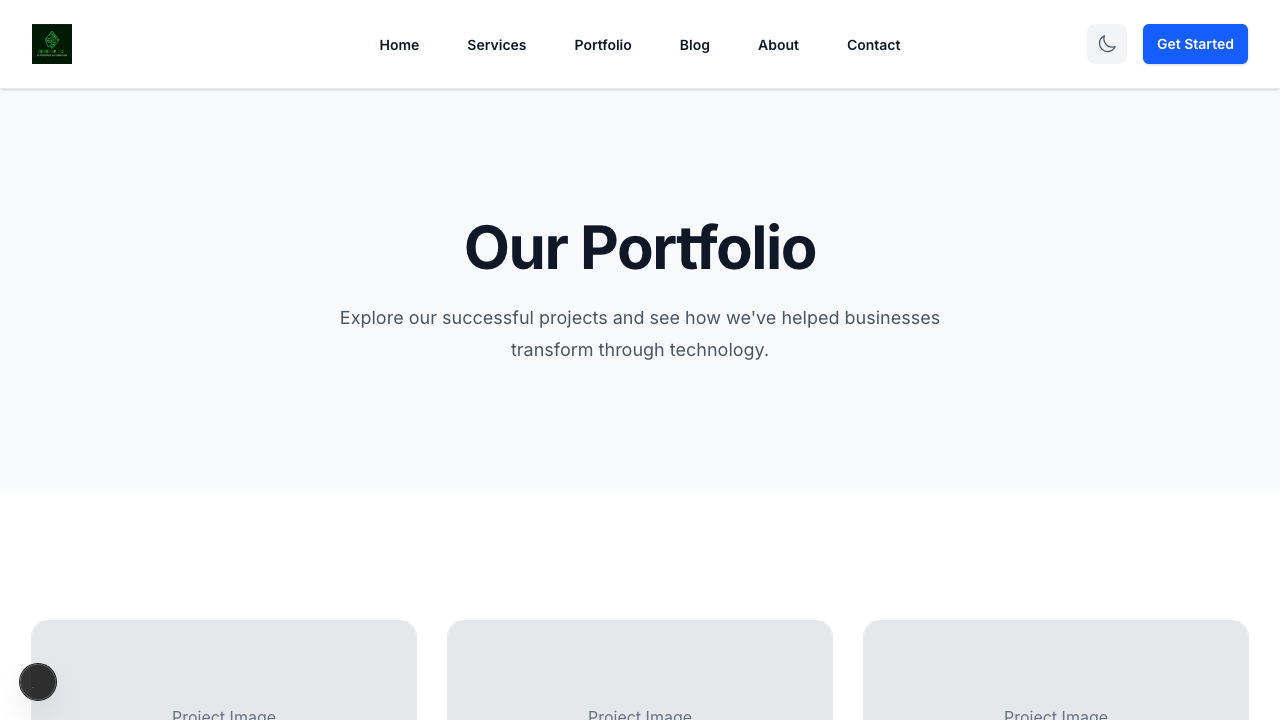 Home
Services
Portfolio
Blog
About
Contact
Get Started
Our Portfolio
Explore our successful projects and see how we've helped businesses
transform through technology.
Project Image
Project Image
Project Image